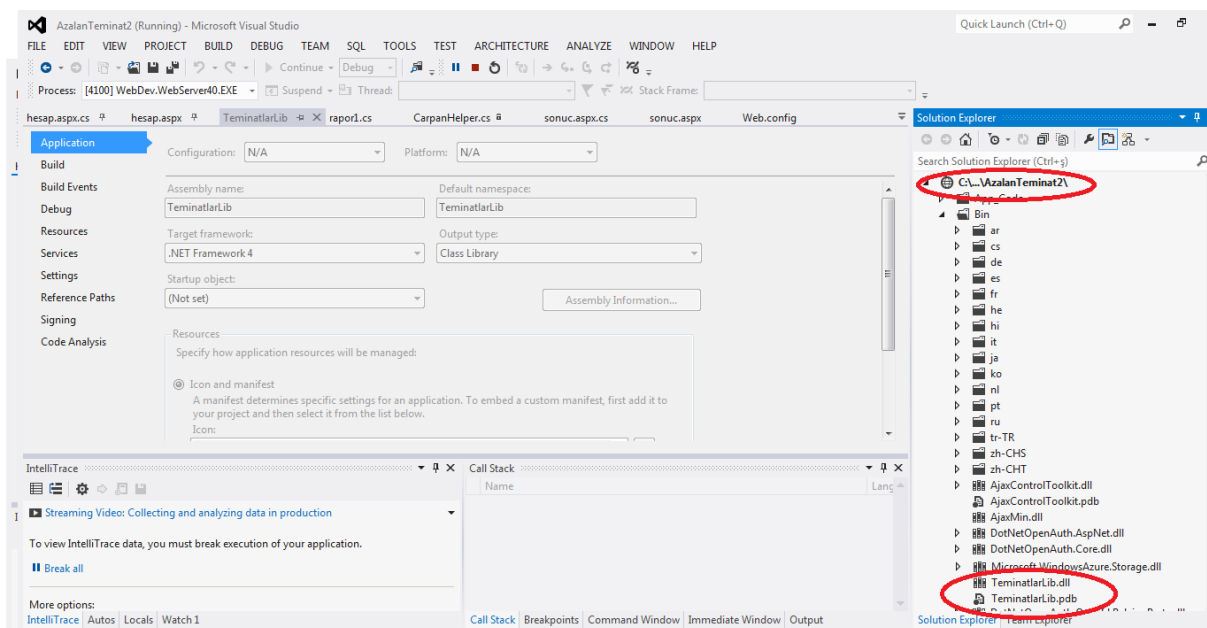 AzalanTeminat2 (Running) - Microsoft Visual Studio
Quick Launch (Ctrl+Q)
FILE EDIT VIEW PROJECT BUILD DEBUG TEAM SQL TOOLS TEST ARCHITECTURE ANALYZE WINDOW HELP
Continue Debug
Process: [4100] WebDev.WebServer40.EXE Suspend Thread: Stack Frame:
hesap.aspx.cs hesap.aspx TeminatlarLib rapor1.cs CarpanHelper.cs sonuc.aspx.cs sonuc.aspx Web.config
Application
Build
Build Events
Debug
Resources
Services
Settings
Reference Paths
Signing
Code Analysis
Configuration: N/A Platform: N/A
Assembly name: Default namespace:
TeminatlarLib TeminatlarLib
Target framework: Output type:
.NET Framework 4 Class Library
Startup object:
(Not set) Assembly Information...
Resources
Specify how application resources will be managed:
Icon and manifest
A manifest determines specific settings for an application. To embed a custom manifest, first add it to
your project and then select it from the list below.
Icon:
IntelliTrace
Streaming Video: Collecting and analyzing data in production
To view IntelliTrace data, you must break execution of your application.
Break all
More options:
IntelliTrace Autos Locals Watch 1
Call Stack
Name Lang
Call Stack Breakpoints Command Window Immediate Window Output
Solution Explorer
Search Solution Explorer (Ctrl+ş)
C:\...\AzalanTeminat2\
App_Code
Bin
ar
cs
de
es
fr
he
hi
it
ja
ko
nl
pt
ru
tr-TR
zh-CHS
zh-CHT
AjaxControlToolkit.dll
AjaxControlToolkit.pdb
AjaxMin.dll
DotNetOpenAuth.AspNet.dll
DotNetOpenAuth.Core.dll
Microsoft.WindowsAzure.Storage.dll
TeminatlarLib.dll
TeminatlarLib.pdb
Solution Explorer Team Explorer